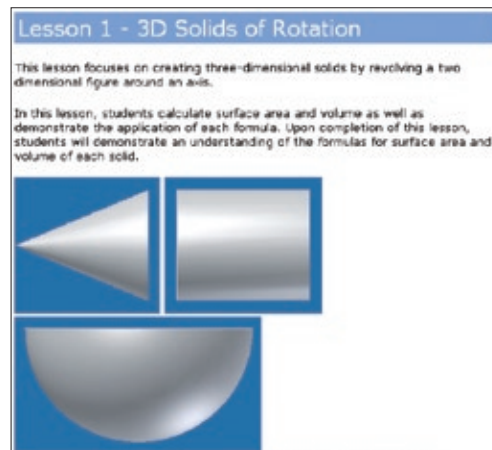 Lesson 1 - 3D Solids of Rotation
This lesson focuses on creating three-dimensional solids by revolving a two
dimensional figure around an axis.
In this lesson, students calculate surface area and volume as well as
demonstrate the application of each formula. Upon completion of this lesson,
students will demonstrate an understanding of the formulas for surface area and
volume of each solid.